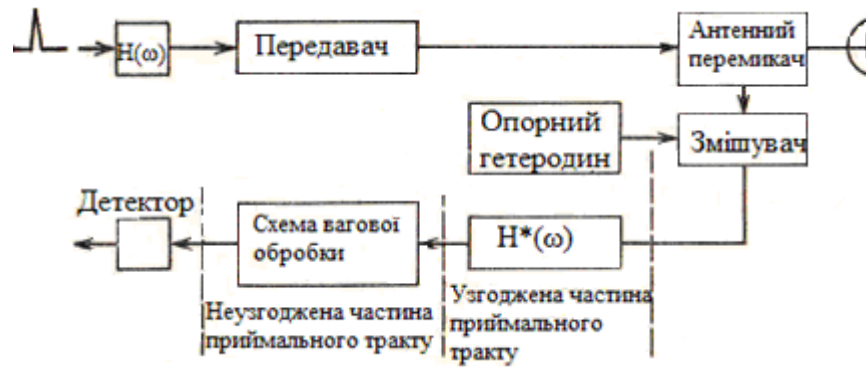 H(ω)
Передавач
Антенний
перемикач
Опорний
гетеродин
Змішувач
Детектор
Схема вагової
обробки
H*(ω)
Неузгоджена частина
приймального тракту
Узгоджена частина
приймального
тракту